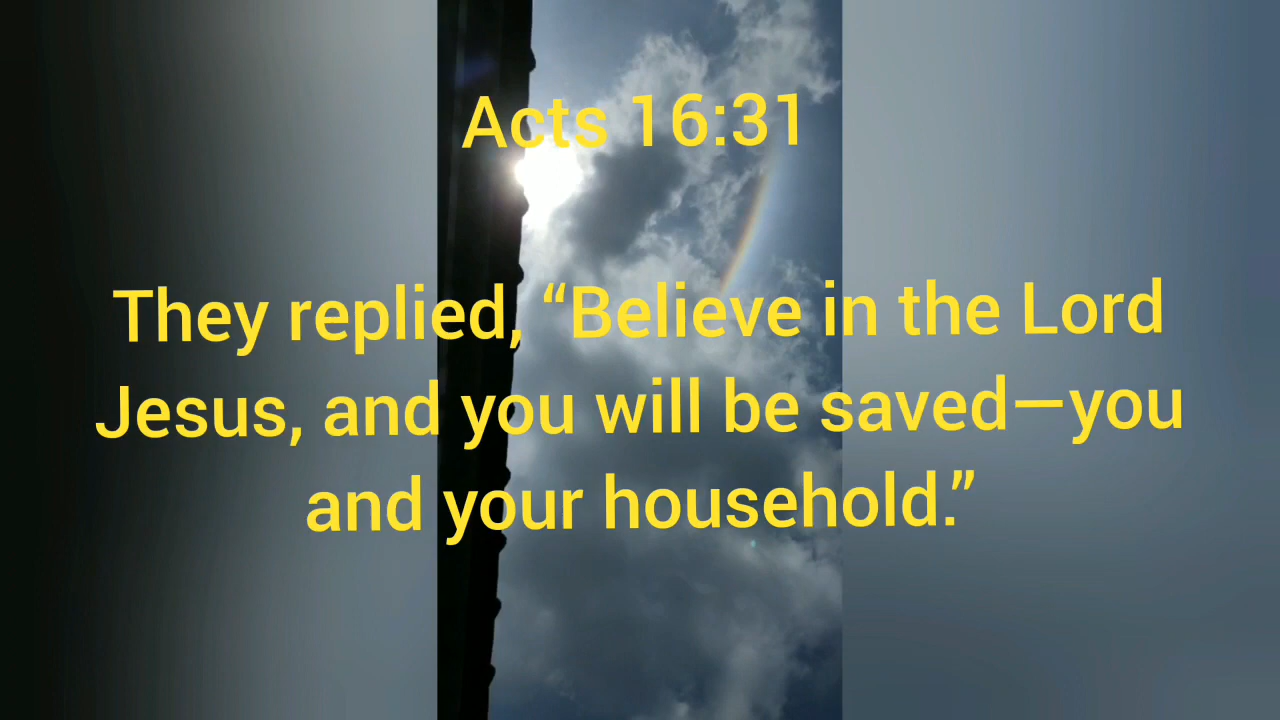 Acts 16:31
They replied, “Believe in the Lord
Jesus, and you will be saved—you
and your household.”